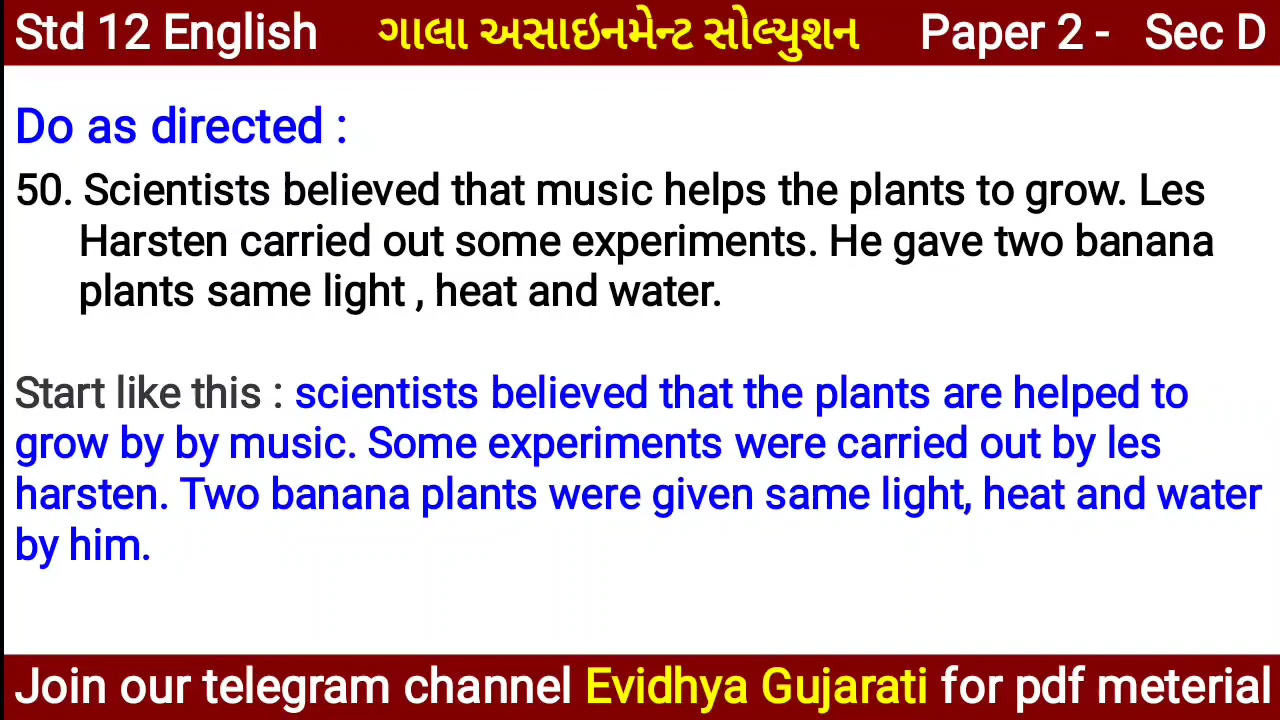 Std 12 English ગાલા અસાઇનમેન્ટ સોલ્યુશન Paper 2 - Sec D
Do as directed :
50. Scientists believed that music helps the plants to grow. Les
Harsten carried out some experiments. He gave two banana
plants same light , heat and water.
Start like this : scientists believed that the plants are helped to
grow by by music. Some experiments were carried out by les
harsten. Two banana plants were given same light, heat and water
by him.
Join our telegram channel Evidhya Gujarati for pdf meterial